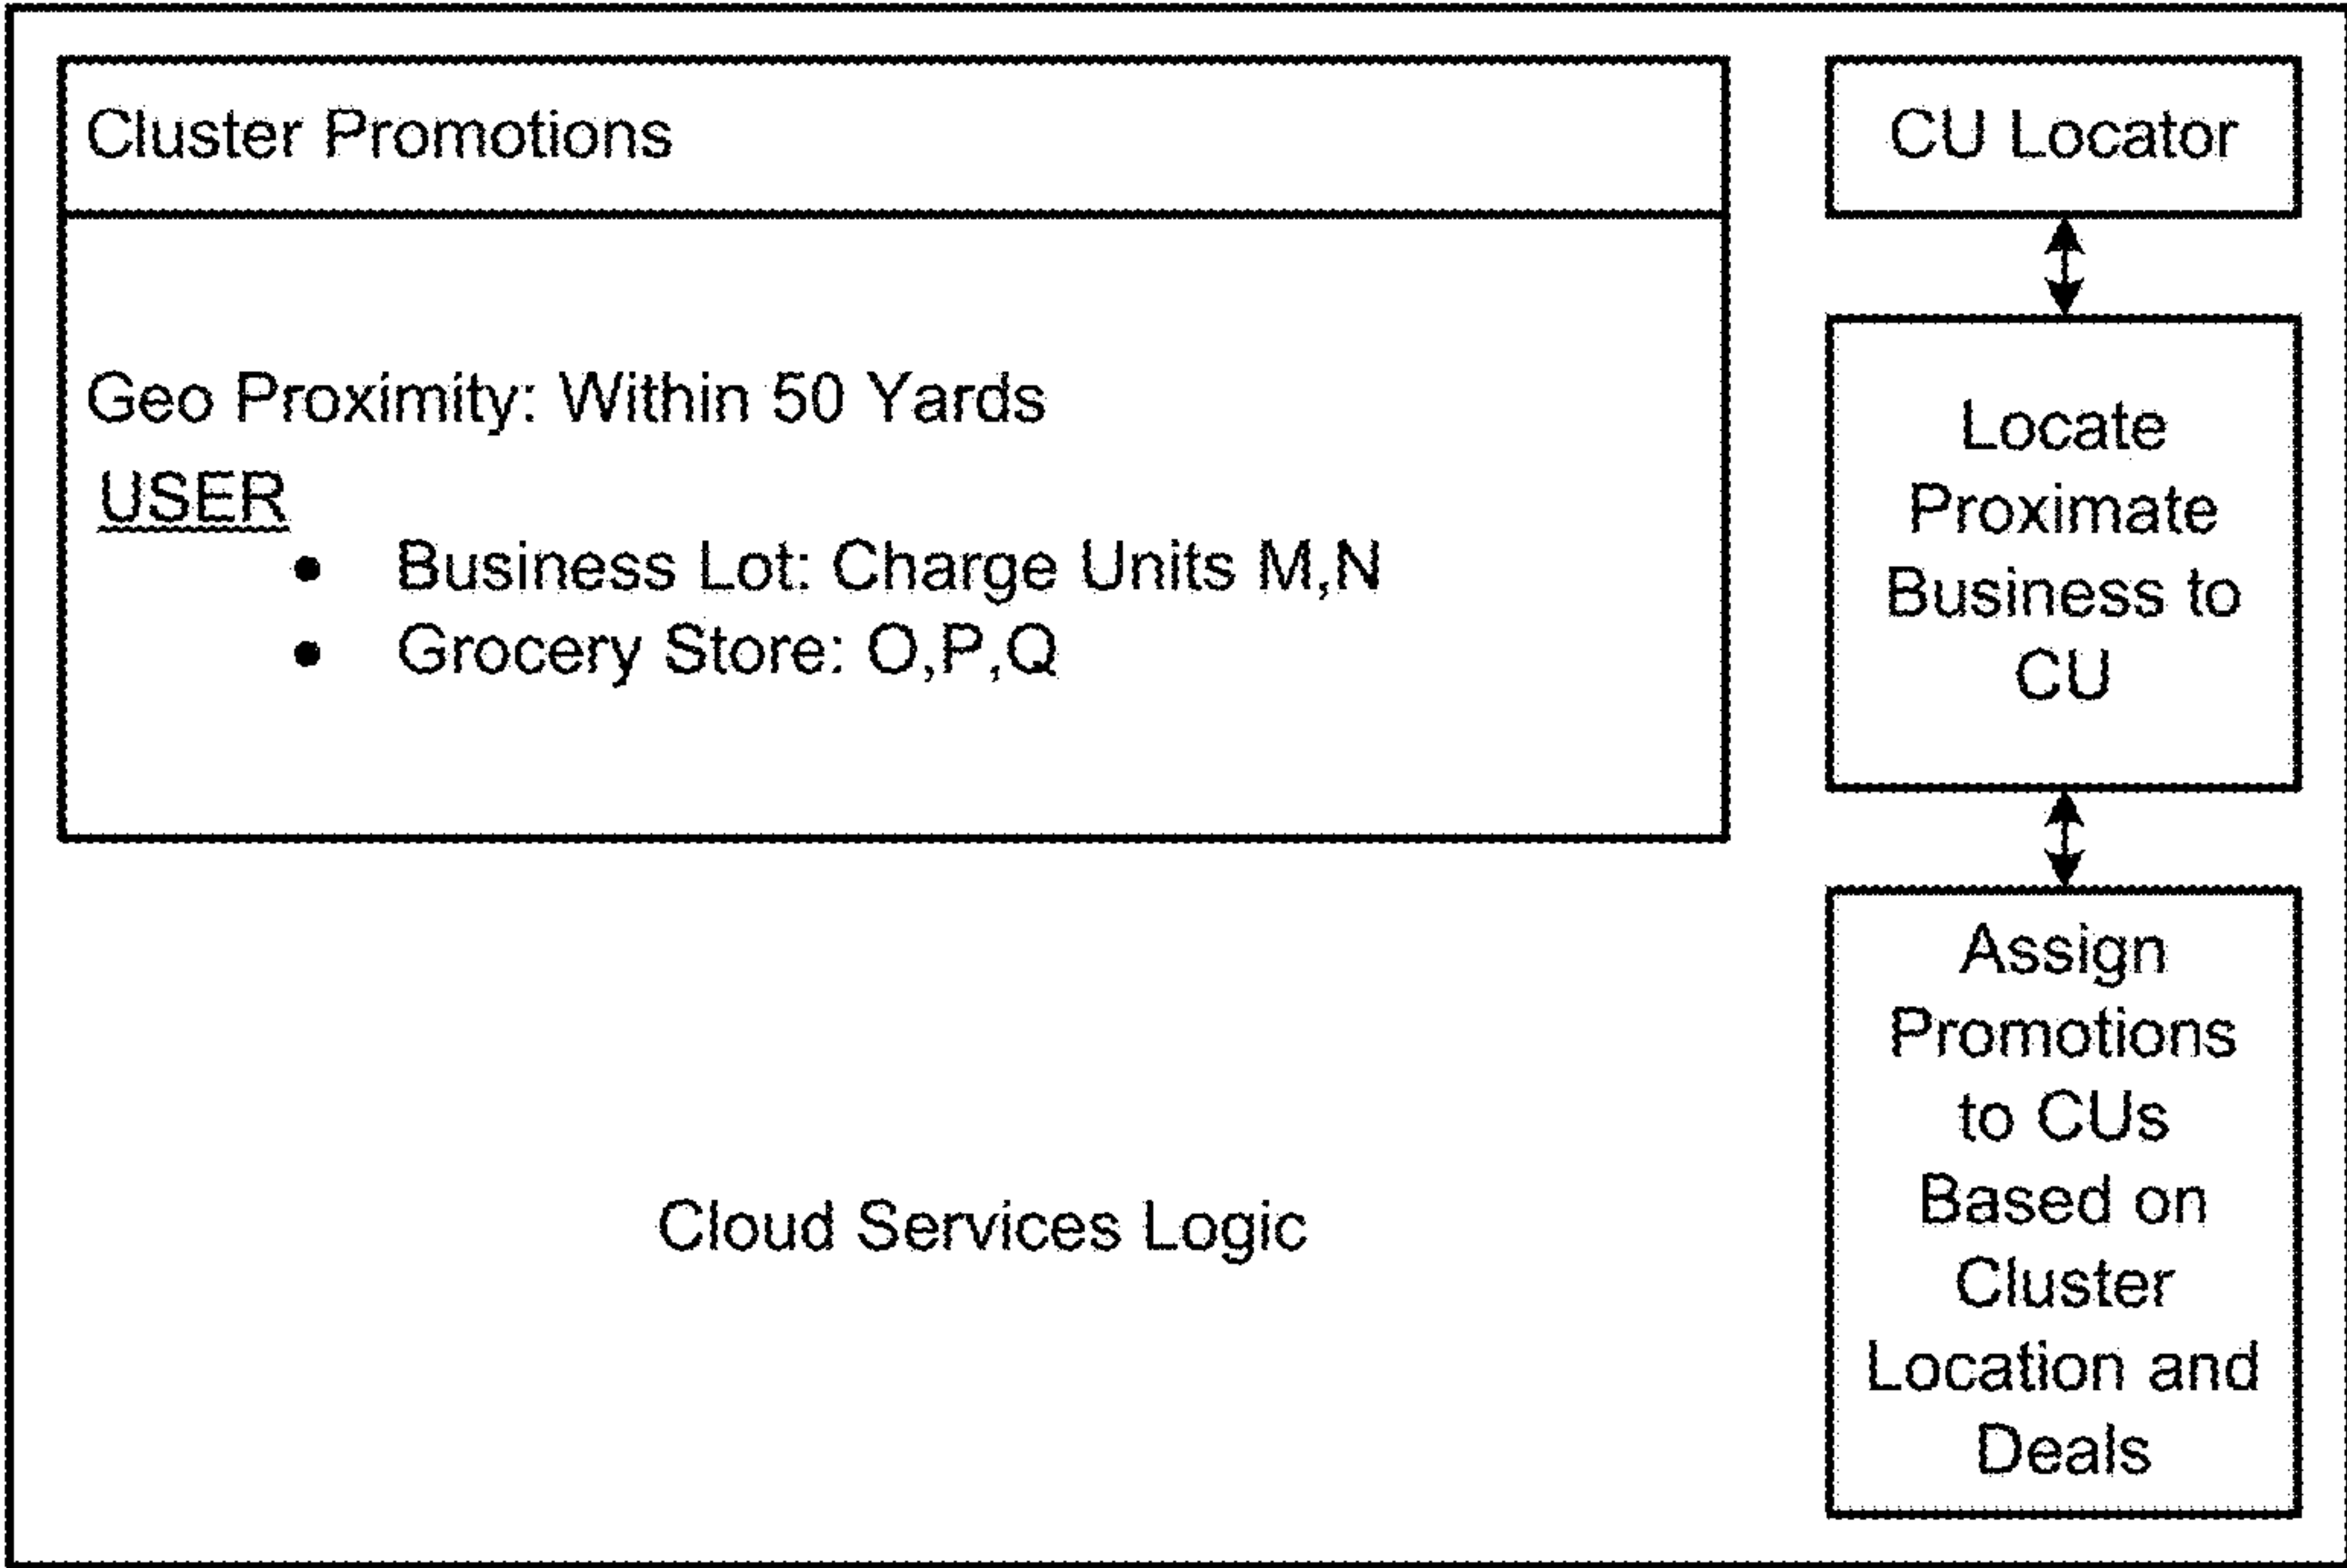 Cluster Promotions
Geo Proximity: Within 50 Yards
USER
• Business Lot: Charge Units M,N
• Grocery Store: O,P,Q
Cloud Services Logic
CU Locator
Locate
Proximate
Business to
CU
Assign
Promotions
to CUs
Based on
Cluster
Location and
Deals